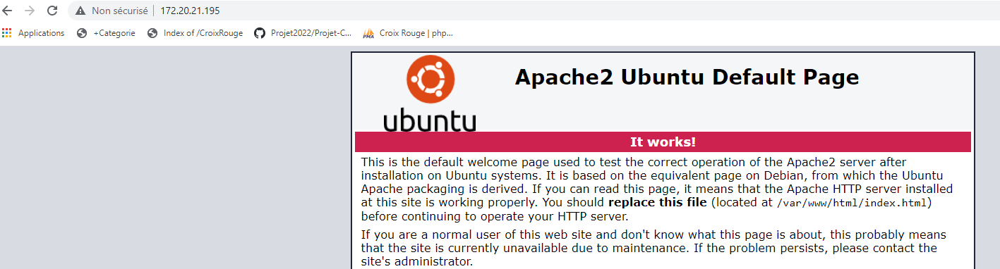 Non sécurisé | 172.20.21.195
Applications +Categorie Index of /CroixRouge Projet2022/Projet-C... Croix Rouge | php...
PMA
ubuntu
Apache2 Ubuntu Default Page
It works!
This is the default welcome page used to test the correct operation of the Apache2 server after
installation on Ubuntu systems. It is based on the equivalent page on Debian, from which the Ubuntu
Apache packaging is derived. If you can read this page, it means that the Apache HTTP server installed
at this site is working properly. You should replace this file (located at /var/www/html/index.html)
before continuing to operate your HTTP server.
If you are a normal user of this web site and don't know what this page is about, this probably means
that the site is currently unavailable due to maintenance. If the problem persists, please contact the
site's administrator.